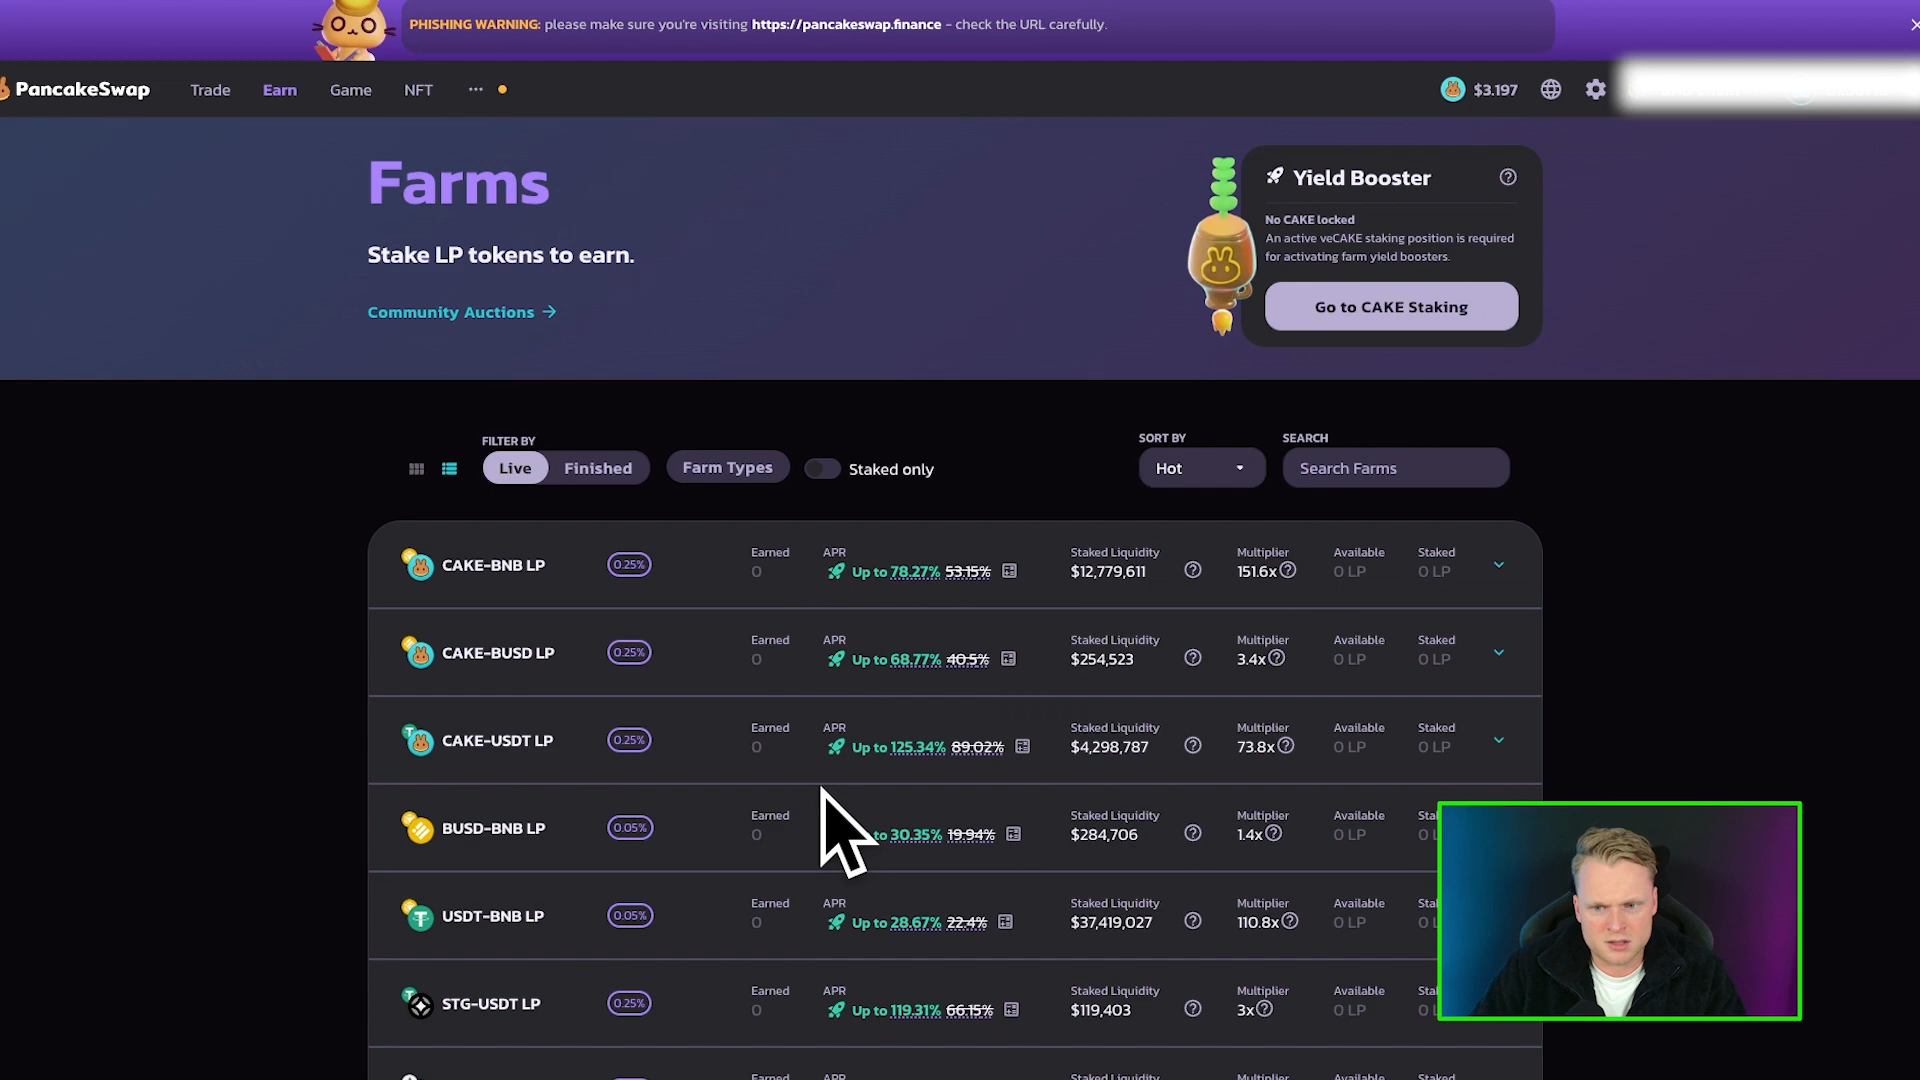 PHISHING WARNING: please make sure you're visiting https://pancakeswap.finance - check the URL carefully.
PancakeSwap Trade Earn Game NFT ... $3.197
Farms
Stake LP tokens to earn.
Community Auctions →
Yield Booster
No CAKE locked
An active veCAKE staking position is required
for activating farm yield boosters.
Go to CAKE Staking
FILTER BY
Live Finished Farm Types Staked only
SORT BY
Hot
SEARCH
Search Farms
CAKE-BNB LP 0.25%
Earned
0
APR
Up to 78.27% 53.15%
Staked Liquidity
$12,779,611
Multiplier
151.6x
Available
0 LP
Staked
0 LP
CAKE-BUSD LP 0.25%
Earned
0
APR
Up to 68.77% 40.5%
Staked Liquidity
$254,523
Multiplier
3.4x
Available
0 LP
Staked
0 LP
CAKE-USDT LP 0.25%
Earned
0
APR
Up to 125.34% 89.02%
Staked Liquidity
$4,298,787
Multiplier
73.8x
Available
0 LP
Staked
0 LP
BUSD-BNB LP 0.05%
Earned
0
APR
to 30.35% 19.94%
Staked Liquidity
$284,706
Multiplier
1.4x
Available
0 LP
USDT-BNB LP 0.05%
Earned
0
APR
Up to 28.67% 22.4%
Staked Liquidity
$37,419,027
Multiplier
110.8x
Available
0 LP
STG-USDT LP 0.25%
Earned
0
APR
Up to 119.31% 66.15%
Staked Liquidity
$119,403
Multiplier
3x
Available
0 LP
Earned
APR
Staked Liquidity
Multiplier
Available